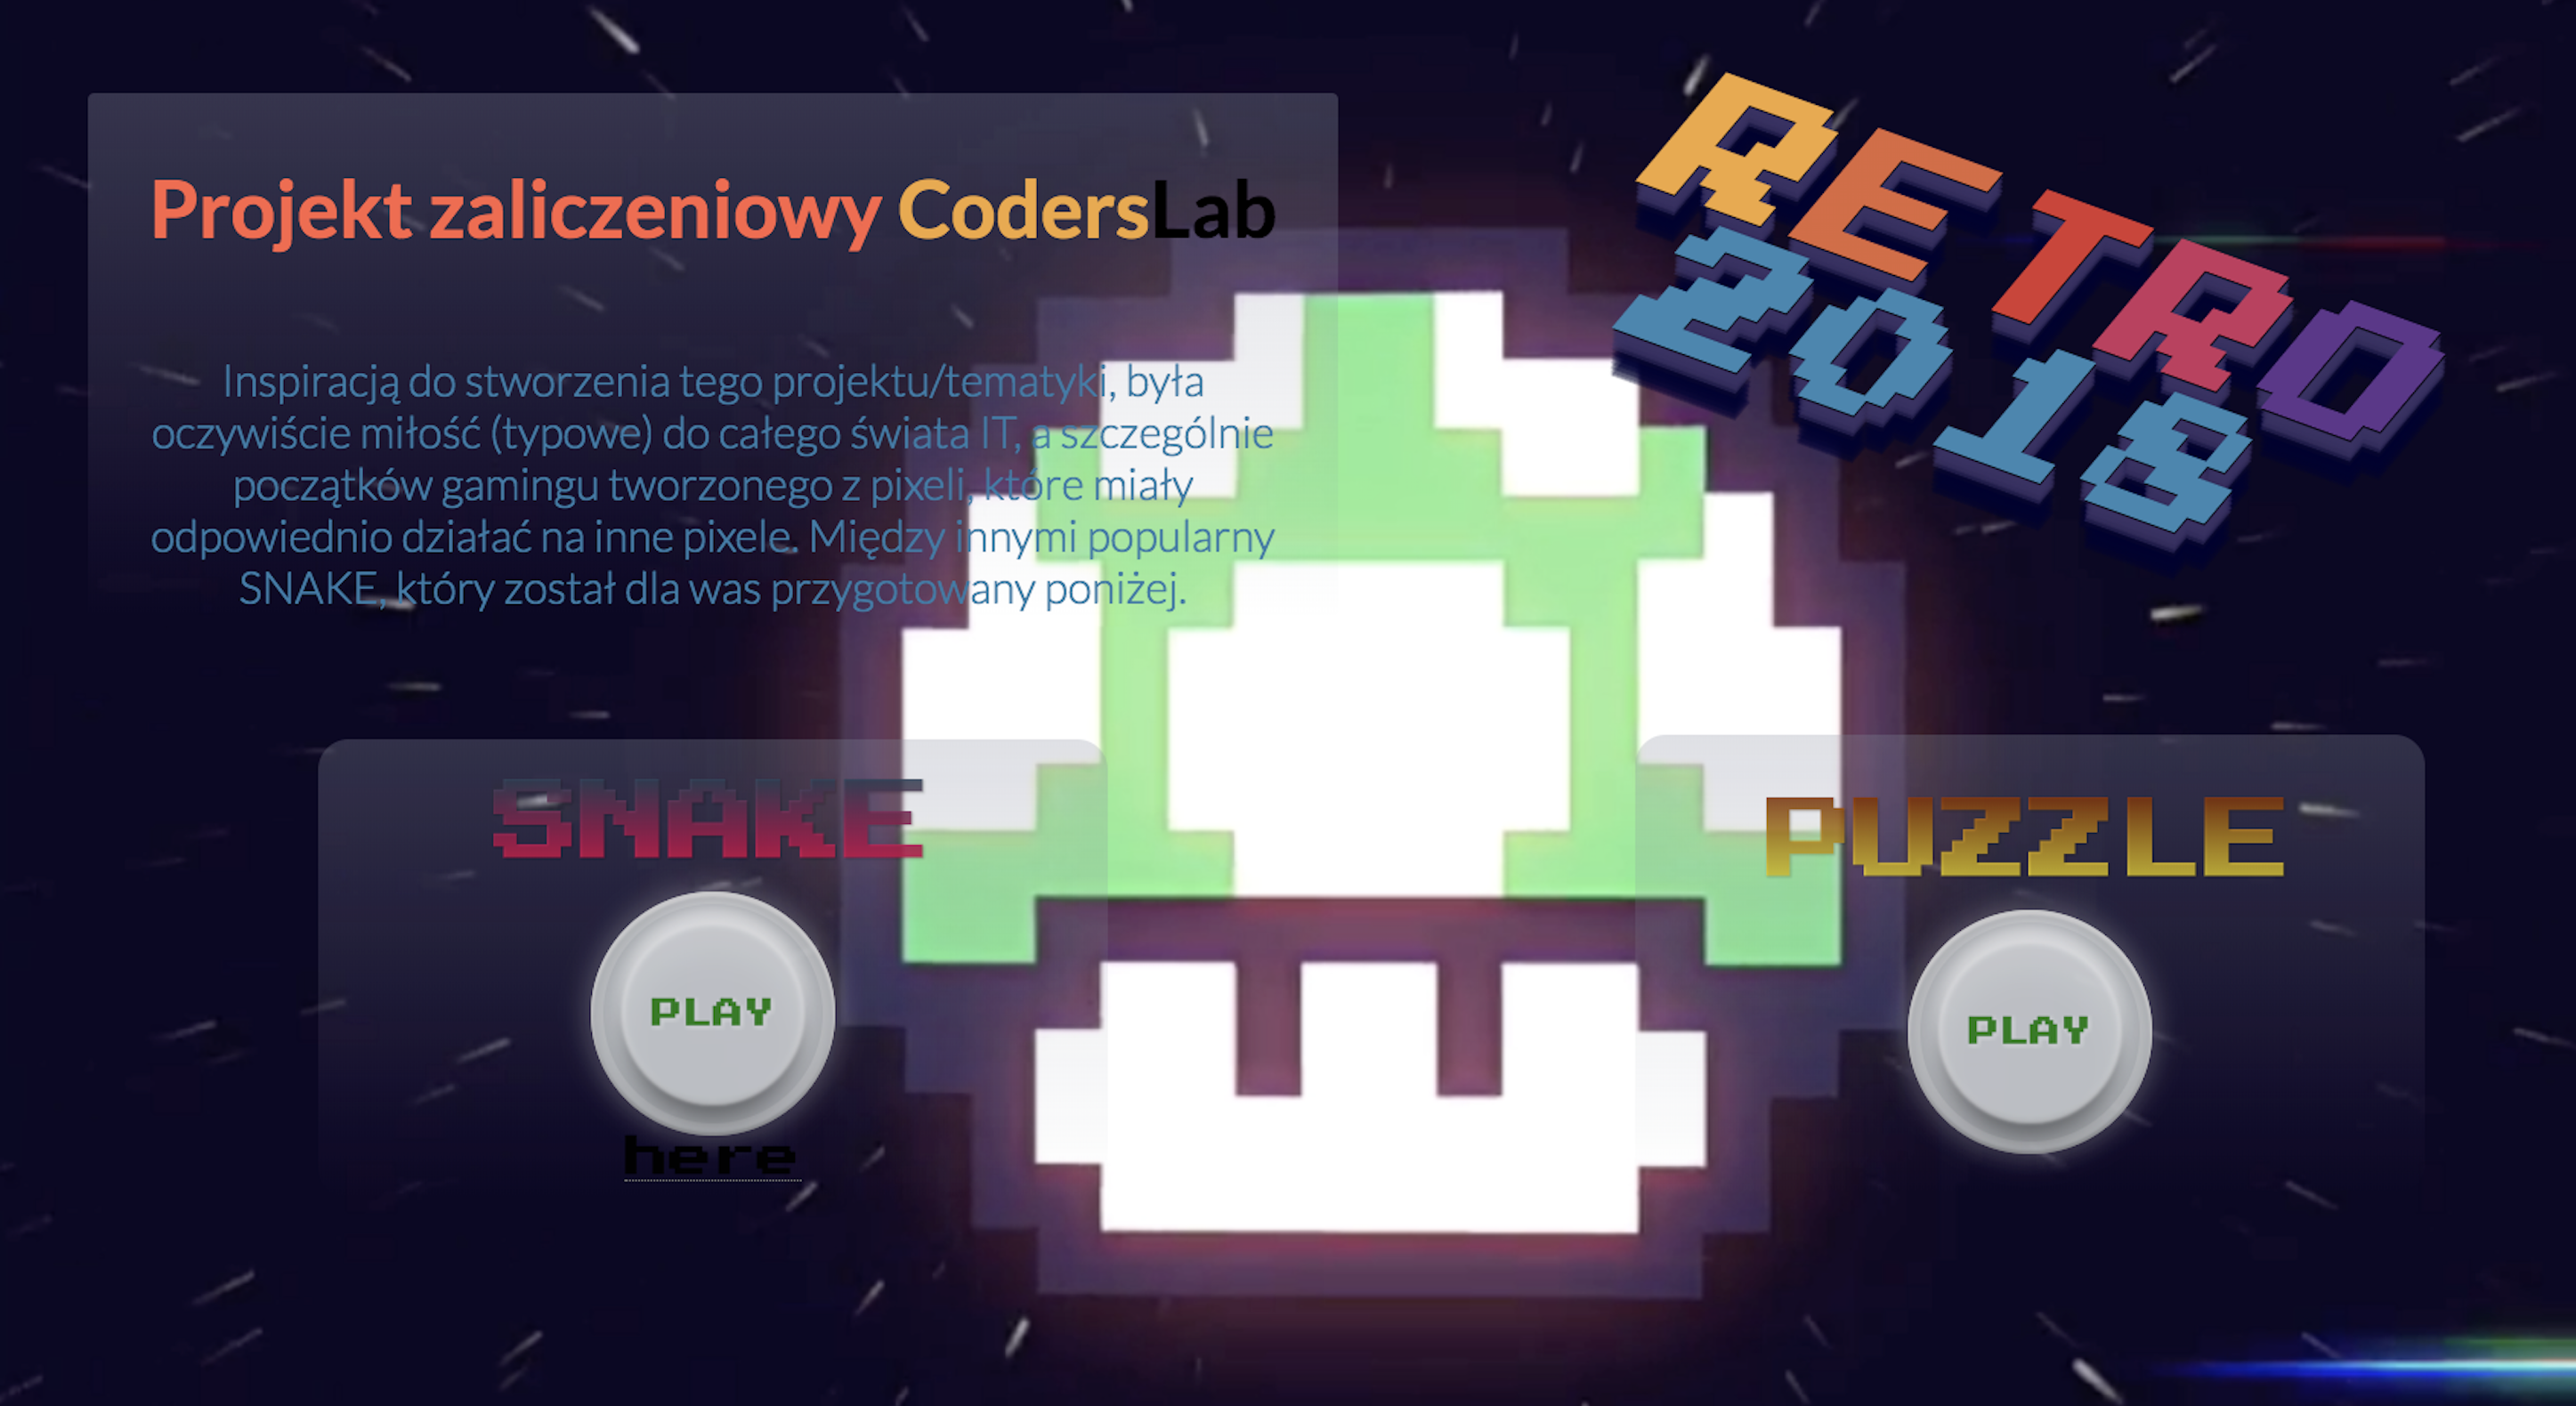 Projekt zaliczeniowy CodersLab
Inspiracją do stworzenia tego projektu/tematyki, była
oczywiście miłość (typowe) do całego świata IT, a szczególnie
początków gamingu tworzonego z pixeli, które miały
odpowiednio działać na inne pixele. Między innymi popularny
SNAKE, który został dla was przygotowany poniżej.
RETRO
2018
SNAKE
PLAY
here
PUZZLE
PLAY